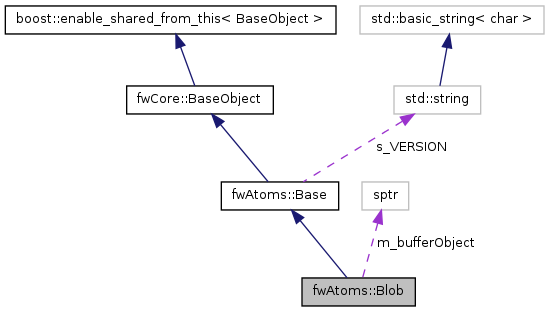 boost::enable_shared_from_this< BaseObject >
std::basic_string< char >
fwCore::BaseObject
std::string
s_VERSION
fwAtoms::Base
sptr
m_bufferObject
fwAtoms::Blob